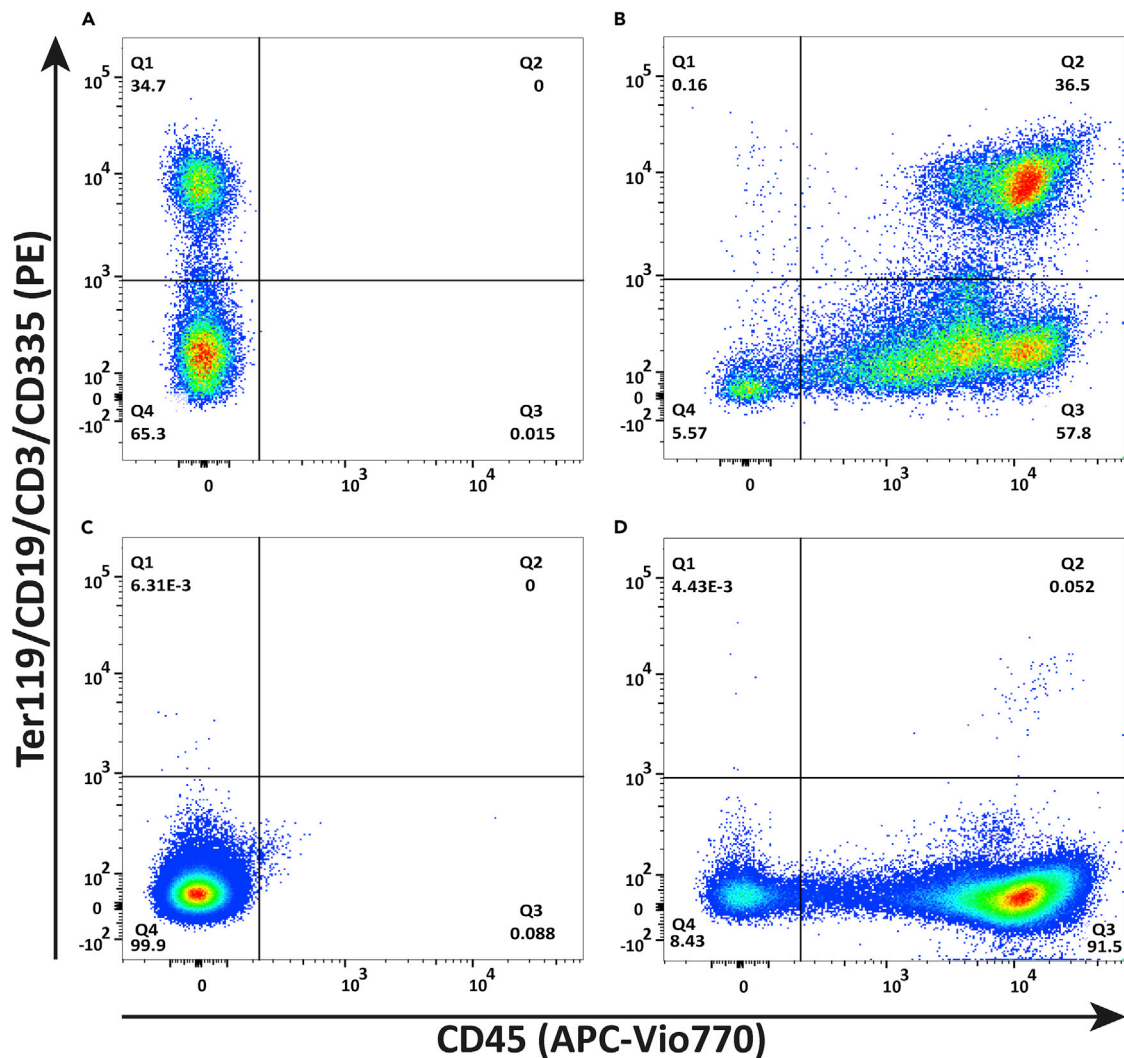 A
B
Ter119/CD19/CD3/CD335 (PE)
Q1
34.7
Q2
0
10^5
10^4
10^3
10^2
0
-10^2
Q4
65.3
Q3
0.015
0
10^3
10^4
Q1
0.16
Q2
36.5
10^5
10^4
10^3
10^2
0
-10^2
Q4
5.57
Q3
57.8
0
10^3
10^4
C
D
Q1
6.31E-3
Q2
0
10^5
10^4
10^3
10^2
0
-10^2
Q4
99.9
Q3
0.088
0
10^3
10^4
Q1
4.43E-3
Q2
0.052
10^5
10^4
10^3
10^2
0
-10^2
Q4
8.43
Q3
91.5
0
10^3
10^4
CD45 (APC-Vio770)